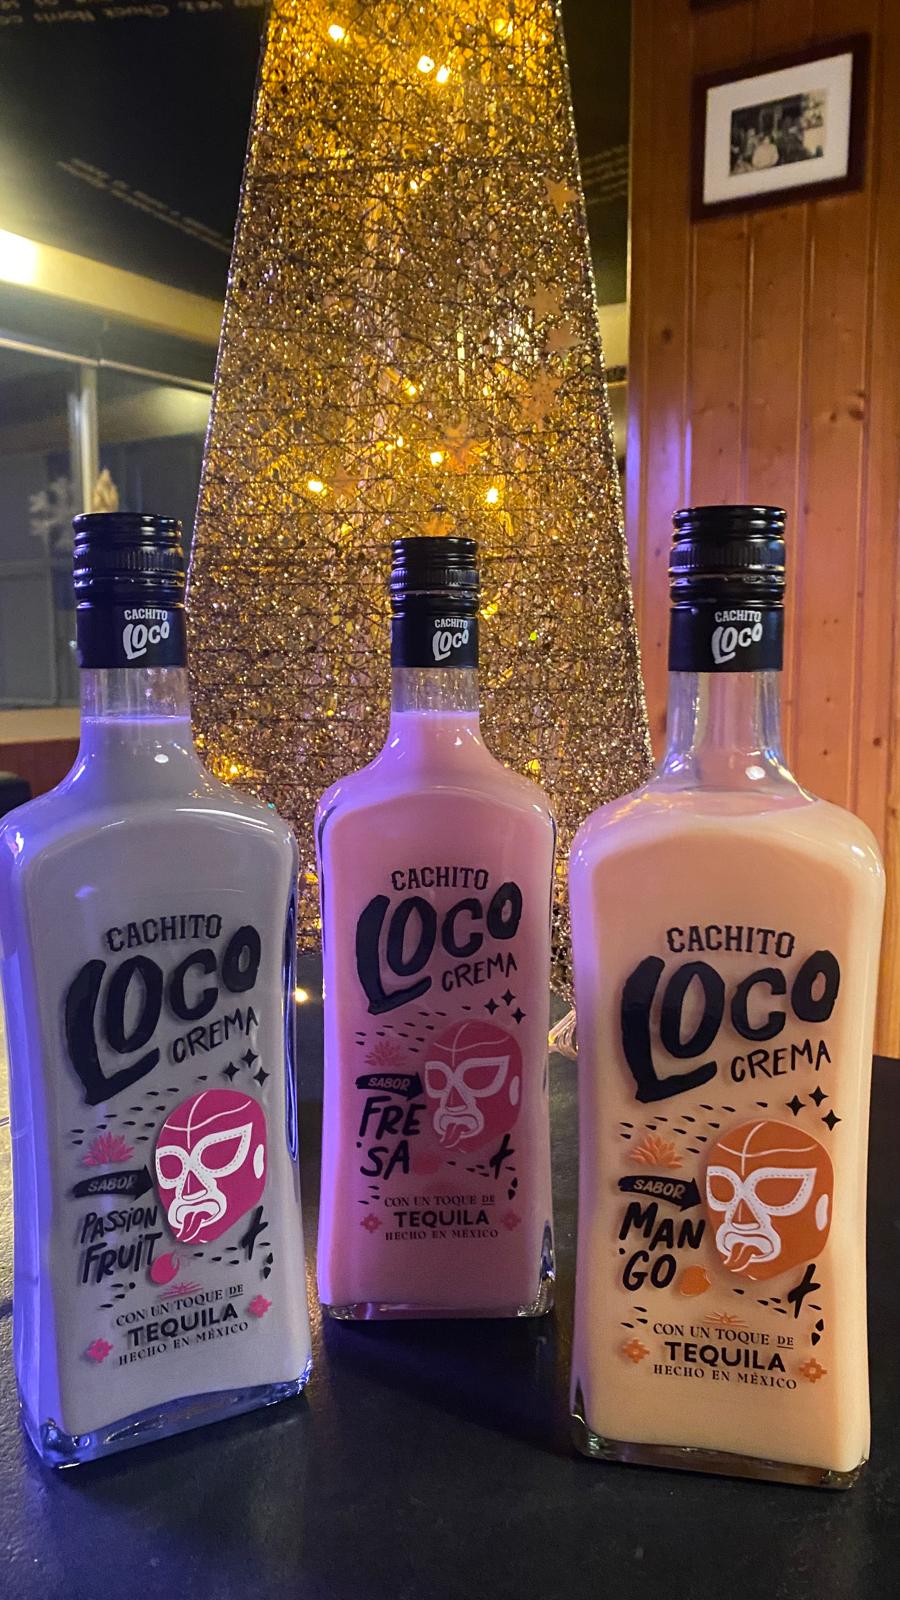 CACHITO
LOCO
CACHITO
LOCO
CREMA
SABOR
PASSION
FRUIT
CON UN TOQUE DE
TEQUILA
HECHO EN MÉXICO
CACHITO
LOCO
CACHITO
LOCO
CREMA
SABOR
FRE
SA
CON UN TOQUE DE
TEQUILA
HECHO EN MÉXICO
CACHITO
LOCO
CACHITO
LOCO
CREMA
SABOR
MAN
GO
CON UN TOQUE DE
TEQUILA
HECHO EN MÉXICO